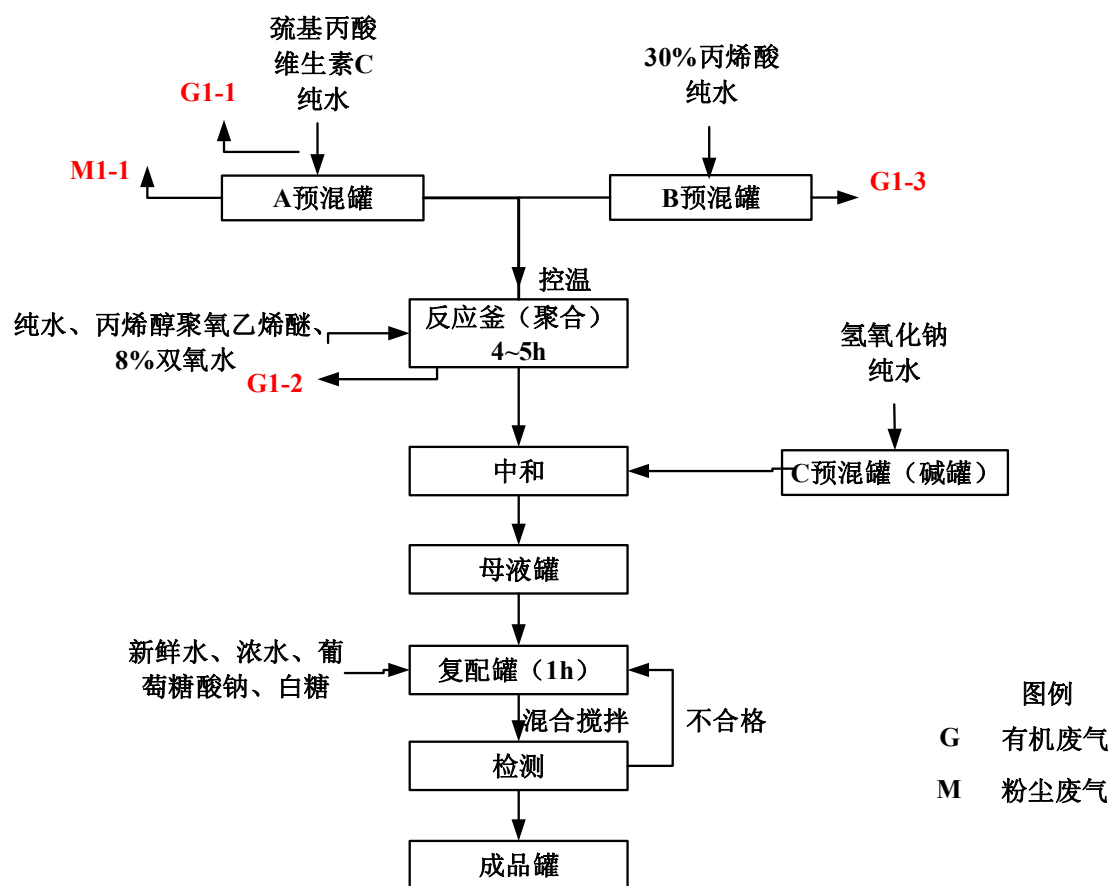 巯基丙酸
维生素C
纯水
30%丙烯酸
纯水
G1-1
M1-1
A预混罐
B预混罐
G1-3
控温
纯水、丙烯醇聚氧乙烯醚、
8%双氧水
反应釜（聚合）
4~5h
G1-2
氢氧化钠
纯水
中和
C预混罐（碱罐）
母液罐
新鲜水、浓水、葡
萄糖酸钠、白糖
复配罐（1h）
混合搅拌
不合格
检测
成品罐
图例
G 有机废气
M 粉尘废气